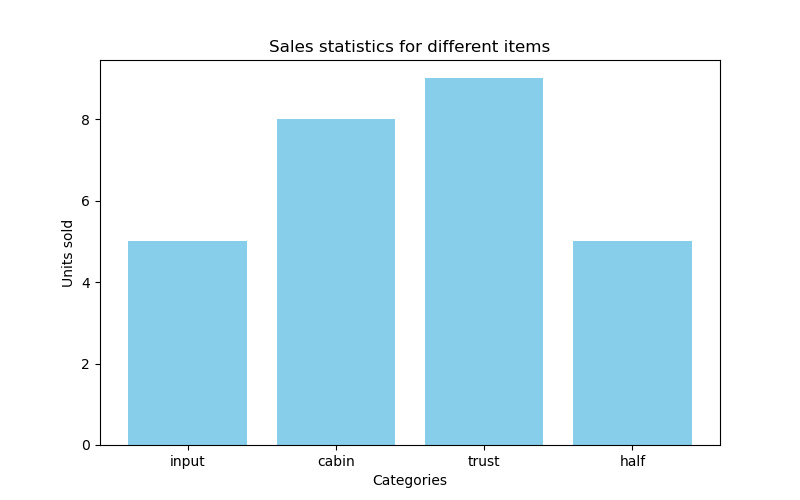 Sales statistics for different items
Units sold
8
6
4
2
0
input cabin trust half
Categories